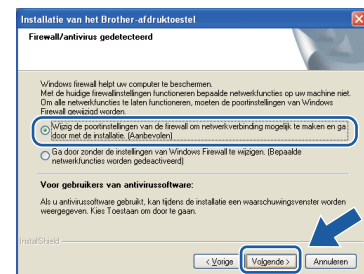 Installatie van het Brother-afdruktoestel
Firewall/antivirus gedetecteerd
Windows firewall helpt uw computer te beschermen.
Met de huidige firewallinstellingen functioneren bepaalde netwerkfuncties op uw machine niet.
Om alle netwerkfuncties te laten functioneren, moeten de poortinstellingen van Windows
Firewall gewijzigd worden.
Wijzig de poortinstellingen van de firewall om netwerkverbinding mogelijk te maken en ga
door met de installatie. (Aanbevolen)
Ga door zonder de instellingen van Windows Firewall te wijzigen. (Bepaalde
netwerkfuncties worden gedeactiveerd)
Voor gebruikers van antivirussoftware:
Als u antivirussoftware gebruikt, kan tijdens de installatie een waarschuwingsvenster worden
weergegeven. Kies Toestaan om door te gaan.
InstallShield
< Vorige
Volgende >
Annuleren